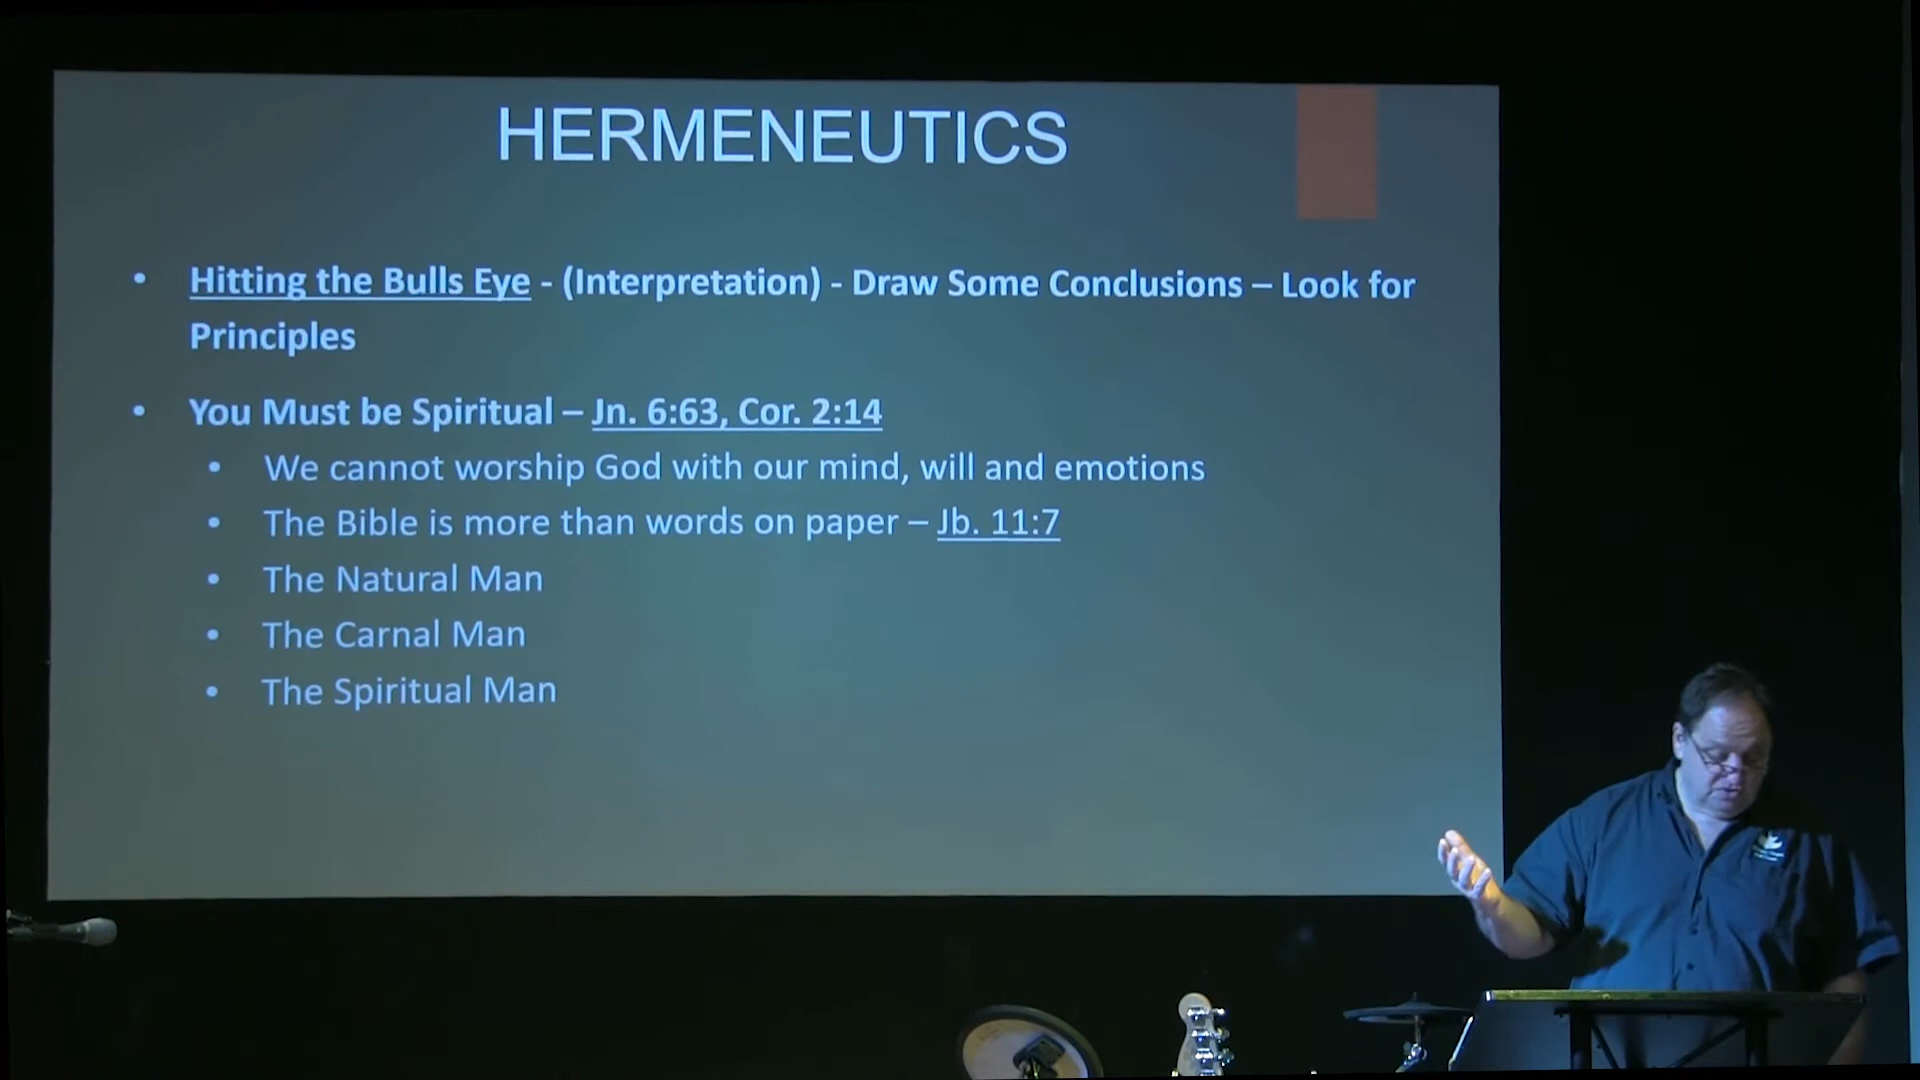 HERMENEUTICS
• Hitting the Bulls Eye - (Interpretation) - Draw Some Conclusions – Look for
Principles
• You Must be Spiritual – Jn. 6:63, Cor. 2:14
• We cannot worship God with our mind, will and emotions
• The Bible is more than words on paper – Jb. 11:7
• The Natural Man
• The Carnal Man
• The Spiritual Man